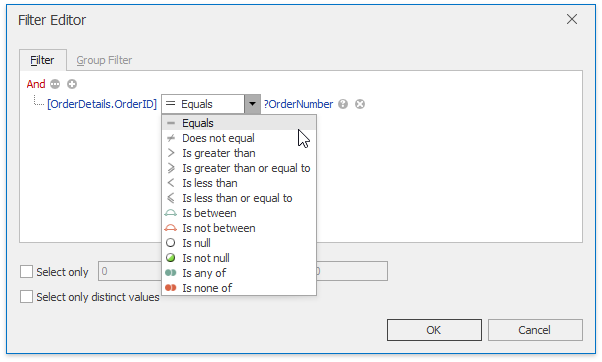 Filter Editor
Filter Group Filter
And
[OrderDetails.OrderID] = Equals ?OrderNumber
Equals
Does not equal
Is greater than
Is greater than or equal to
Is less than
Is less than or equal to
Is between
Is not between
Is null
Is not null
Select only 0 0
Is any of
Select only distinct values
Is none of
OK Cancel